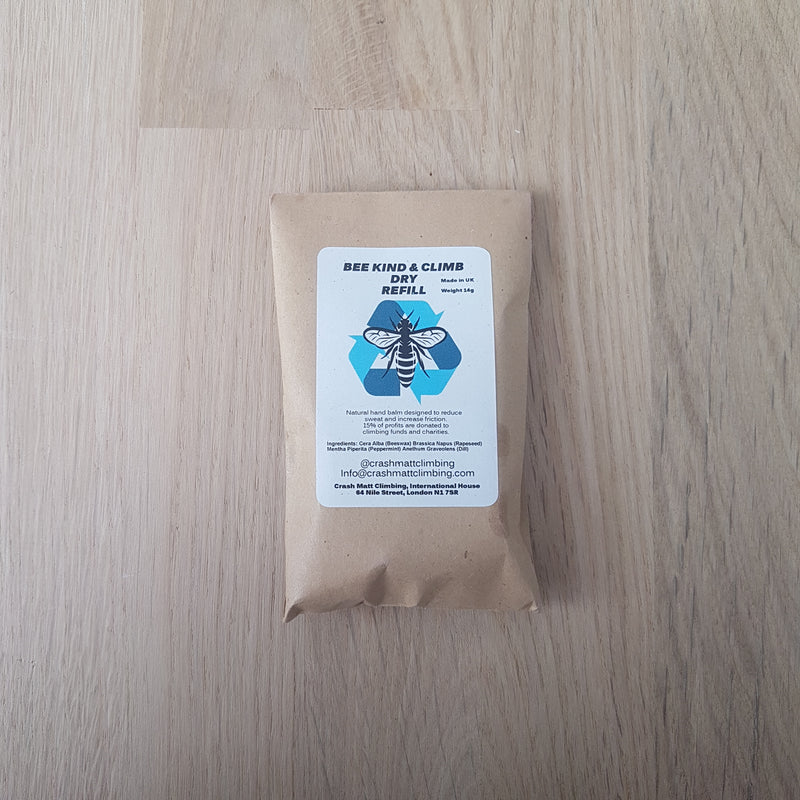 BEE KIND & CLIMB
DRY
REFILL
Made in UK
Weight 14g
Natural hand balm designed to reduce
sweat and increase friction.
15% of profits are donated to
climbing funds and charities.
Ingredients: Cera Alba (Beeswax) Brassica Napus (Rapeseed)
Mentha Piperita (Peppermint) Anethum Graveolens (Dill)
@crashmattclimbing
Info@crashmattclimbing.com
Crash Matt Climbing, International House
64 Nile Street, London N1 7SR